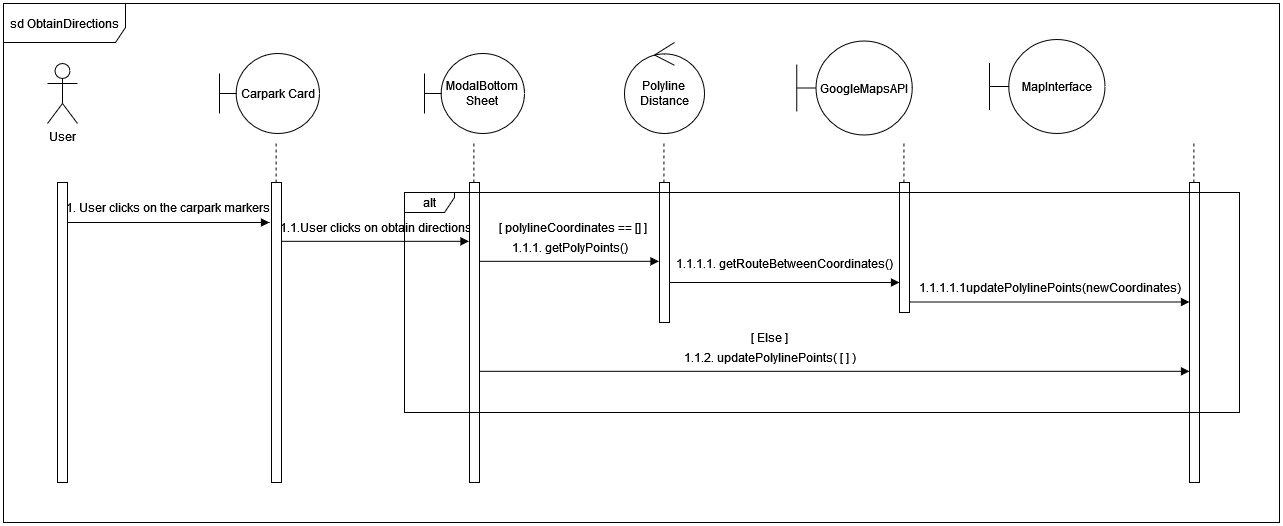 sd ObtainDirections
User
Carpark Card
ModalBottom
Sheet
Polyline
Distance
GoogleMapsAPI
MapInterface
alt
1. User clicks on the carpark markers
1.1.User clicks on obtain directions
[ polylineCoordinates == [] ]
1.1.1. getPolyPoints()
1.1.1.1. getRouteBetweenCoordinates()
1.1.1.1.1updatePolylinePoints(newCoordinates)
[ Else ]
1.1.2. updatePolylinePoints( [ ] )